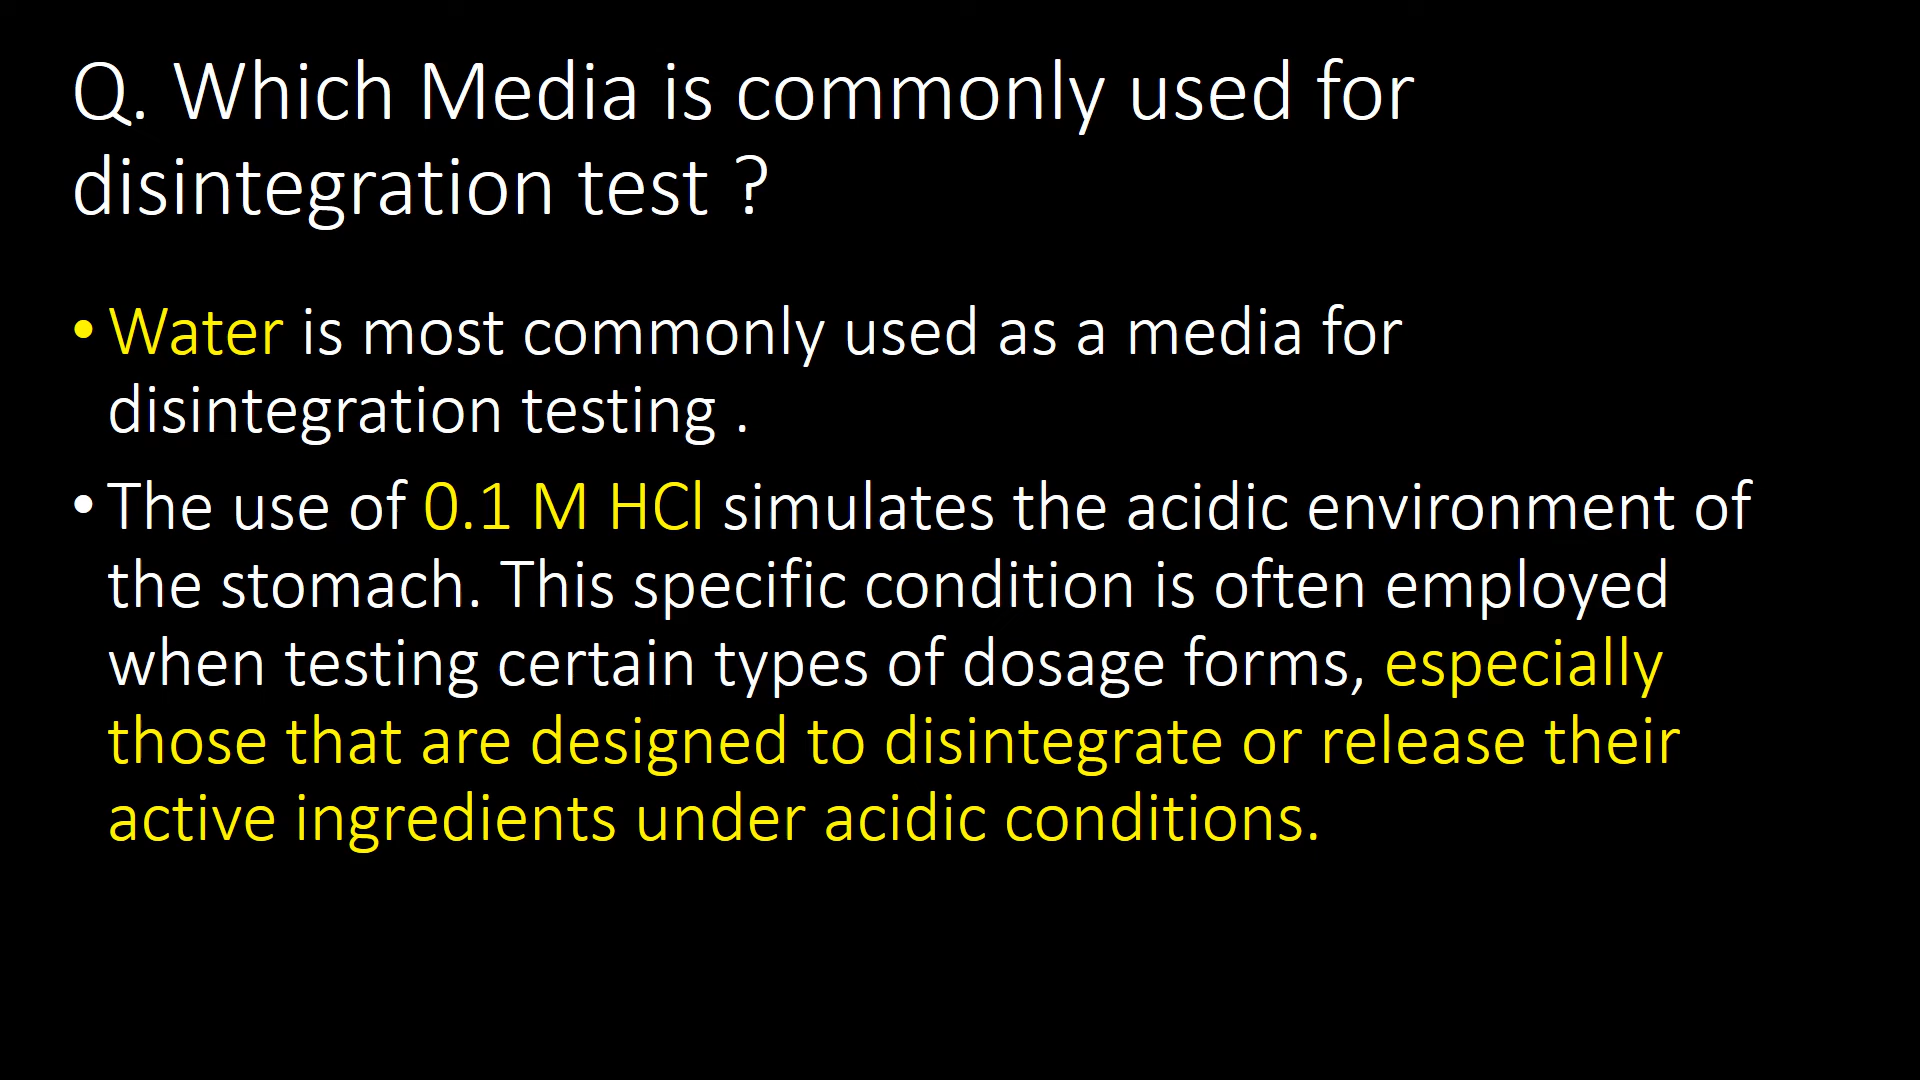 Q. Which Media is commonly used for
disintegration test ?
• Water is most commonly used as a media for
disintegration testing .
• The use of 0.1 M HCl simulates the acidic environment of
the stomach. This specific condition is often employed
when testing certain types of dosage forms, especially
those that are designed to disintegrate or release their
active ingredients under acidic conditions.